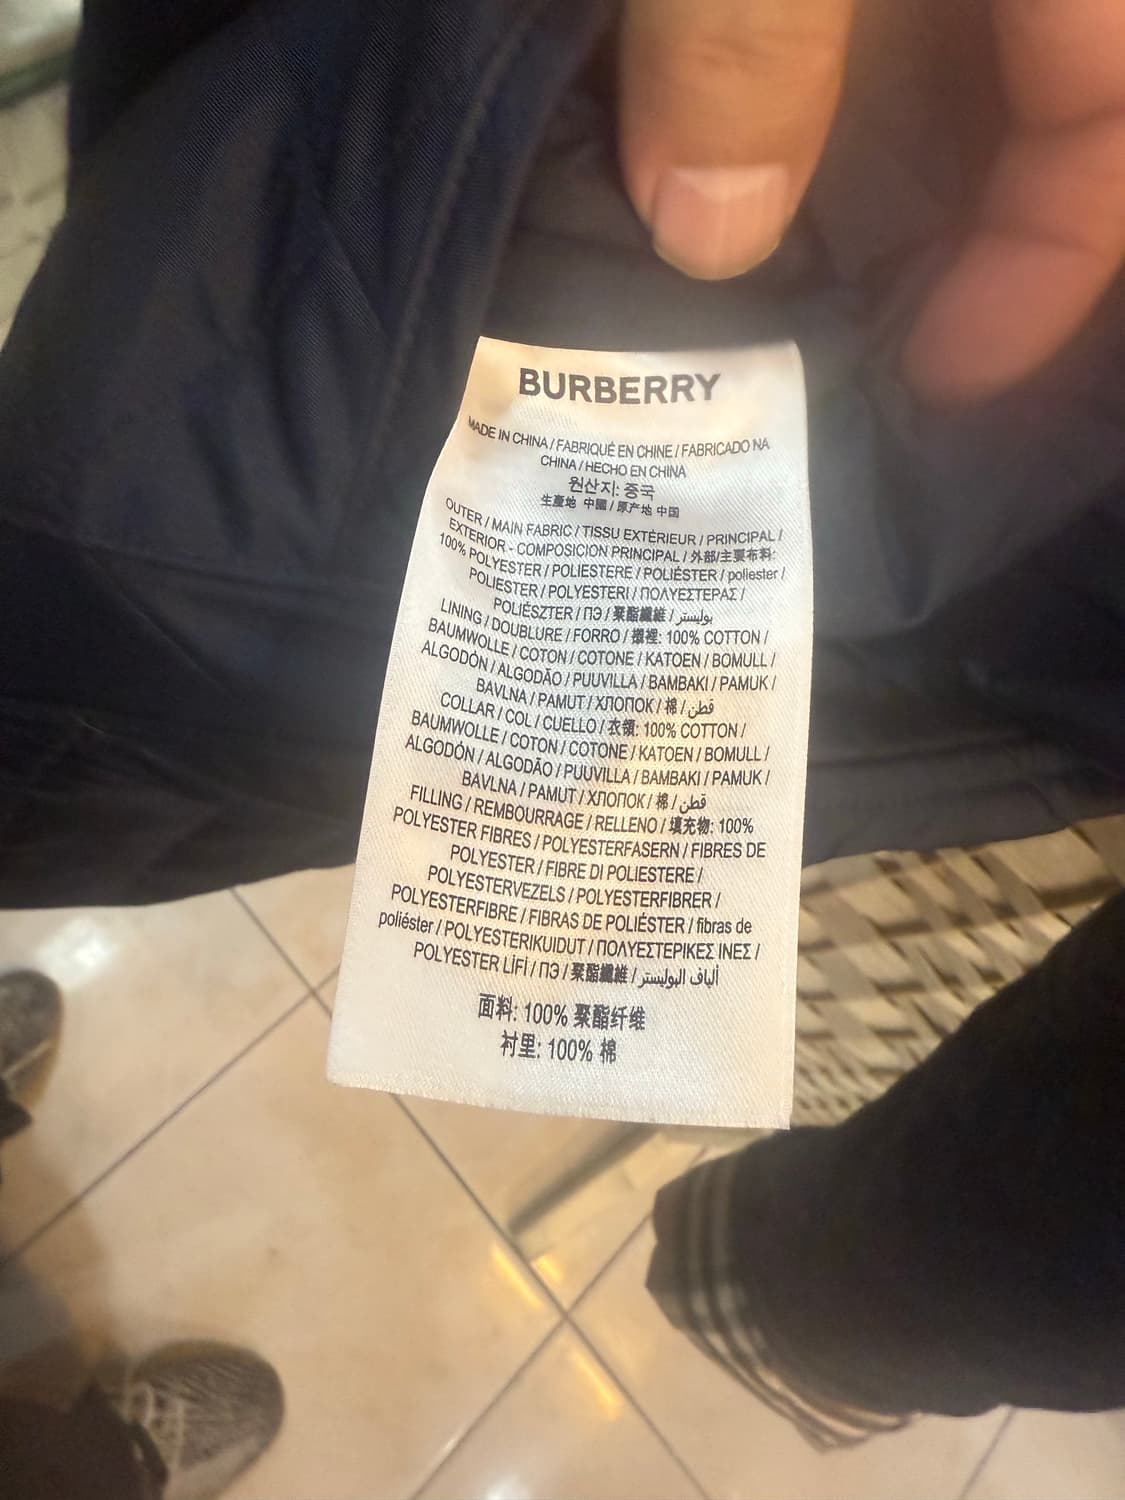 BURBERRY
MADE IN CHINA / FABRIQUÉ EN CHINE / FABRICADO NA
CHINA / HECHO EN CHINA
원산지: 중국
生產地 中國 / 原产地 中国
OUTER / MAIN FABRIC / TISSU EXTÉRIEUR / PRINCIPAL /
EXTERIOR - COMPOSICION PRINCIPAL / 外部/主要布料:
100% POLYESTER / POLIESTERE / POLIÉSTER / poliester /
POLIESTER / POLYESTERI / ΠΟΛΥΕΣΤΕΡΑΣ /
POLIÉSZTER / ПЭ / 聚酯纖維 / بوليستر
LINING / DOUBLURE / FORRO / 襯裡: 100% COTTON /
BAUMWOLLE / COTON / COTONE / KATOEN / BOMULL /
ALGODÓN / ALGODÃO / PUUVILLA / BAMBAKI / PAMUK /
BAVLNA / PAMUT / ХЛОПОК / 棉 / قطن
COLLAR / COL / CUELLO / 衣領: 100% COTTON /
BAUMWOLLE / COTON / COTONE / KATOEN / BOMULL /
ALGODÓN / ALGODÃO / PUUVILLA / BAMBAKI / PAMUK /
BAVLNA / PAMUT / ХЛОПОК / 棉 / قطن
FILLING / REMBOURRAGE / RELLENO / 填充物: 100%
POLYESTER FIBRES / POLYESTERFASERN / FIBRES DE
POLYESTER / FIBRE DI POLIESTERE /
POLYESTERVEZELS / POLYESTERFIBRER /
POLYESTERFIBRE / FIBRAS DE POLIÉSTER / fibras de
poliéster / POLYESTERIKUIDUT / ΠΟΛΥΕΣΤΕΡΙΚΕΣ ΙΝΕΣ /
POLYESTER LİFİ / ПЭ / 聚酯纖維 / ألياف البوليستر
面料: 100% 聚酯纤维
衬里: 100% 棉